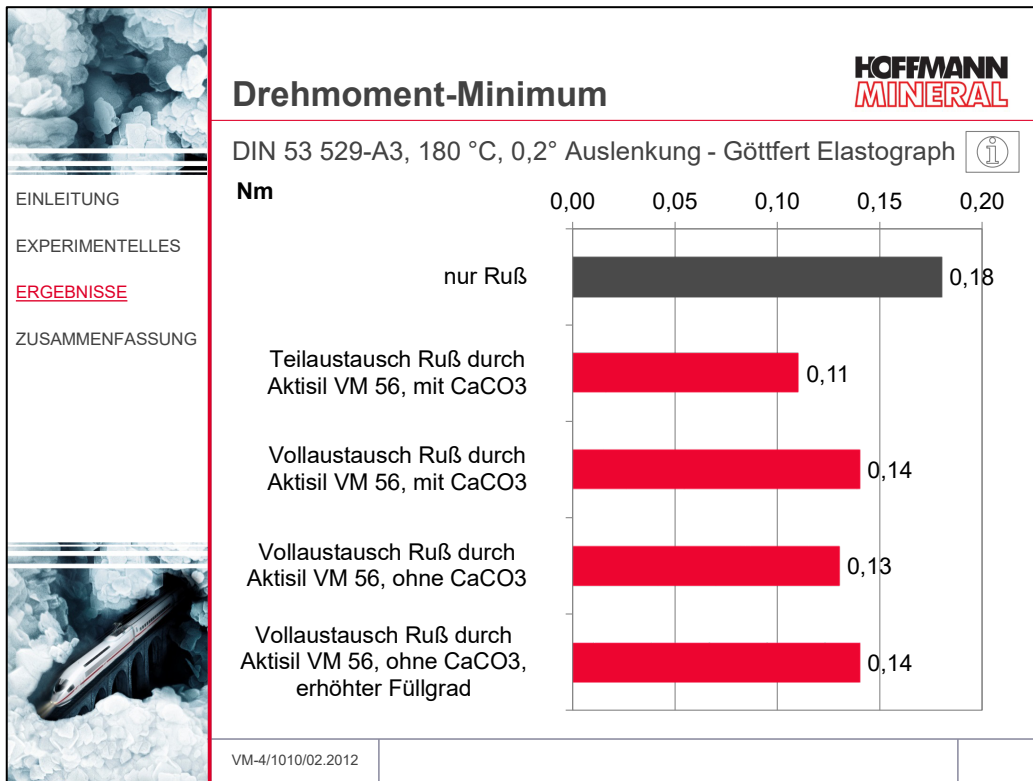 Drehmoment-Minimum
HOFFMANN
MINERAL
DIN 53 529-A3, 180 °C, 0,2° Auslenkung - Göttfert Elastograph
i
EINLEITUNG
EXPERIMENTELLES
ERGEBNISSE
ZUSAMMENFASSUNG
Nm
0,00 0,05 0,10 0,15 0,20
nur Ruß
0,18
Teilaustausch Ruß durch
Aktisil VM 56, mit CaCO3
0,11
Vollaustausch Ruß durch
Aktisil VM 56, mit CaCO3
0,14
Vollaustausch Ruß durch
Aktisil VM 56, ohne CaCO3
0,13
Vollaustausch Ruß durch
Aktisil VM 56, ohne CaCO3,
erhöhter Füllgrad
0,14
VM-4/1010/02.2012